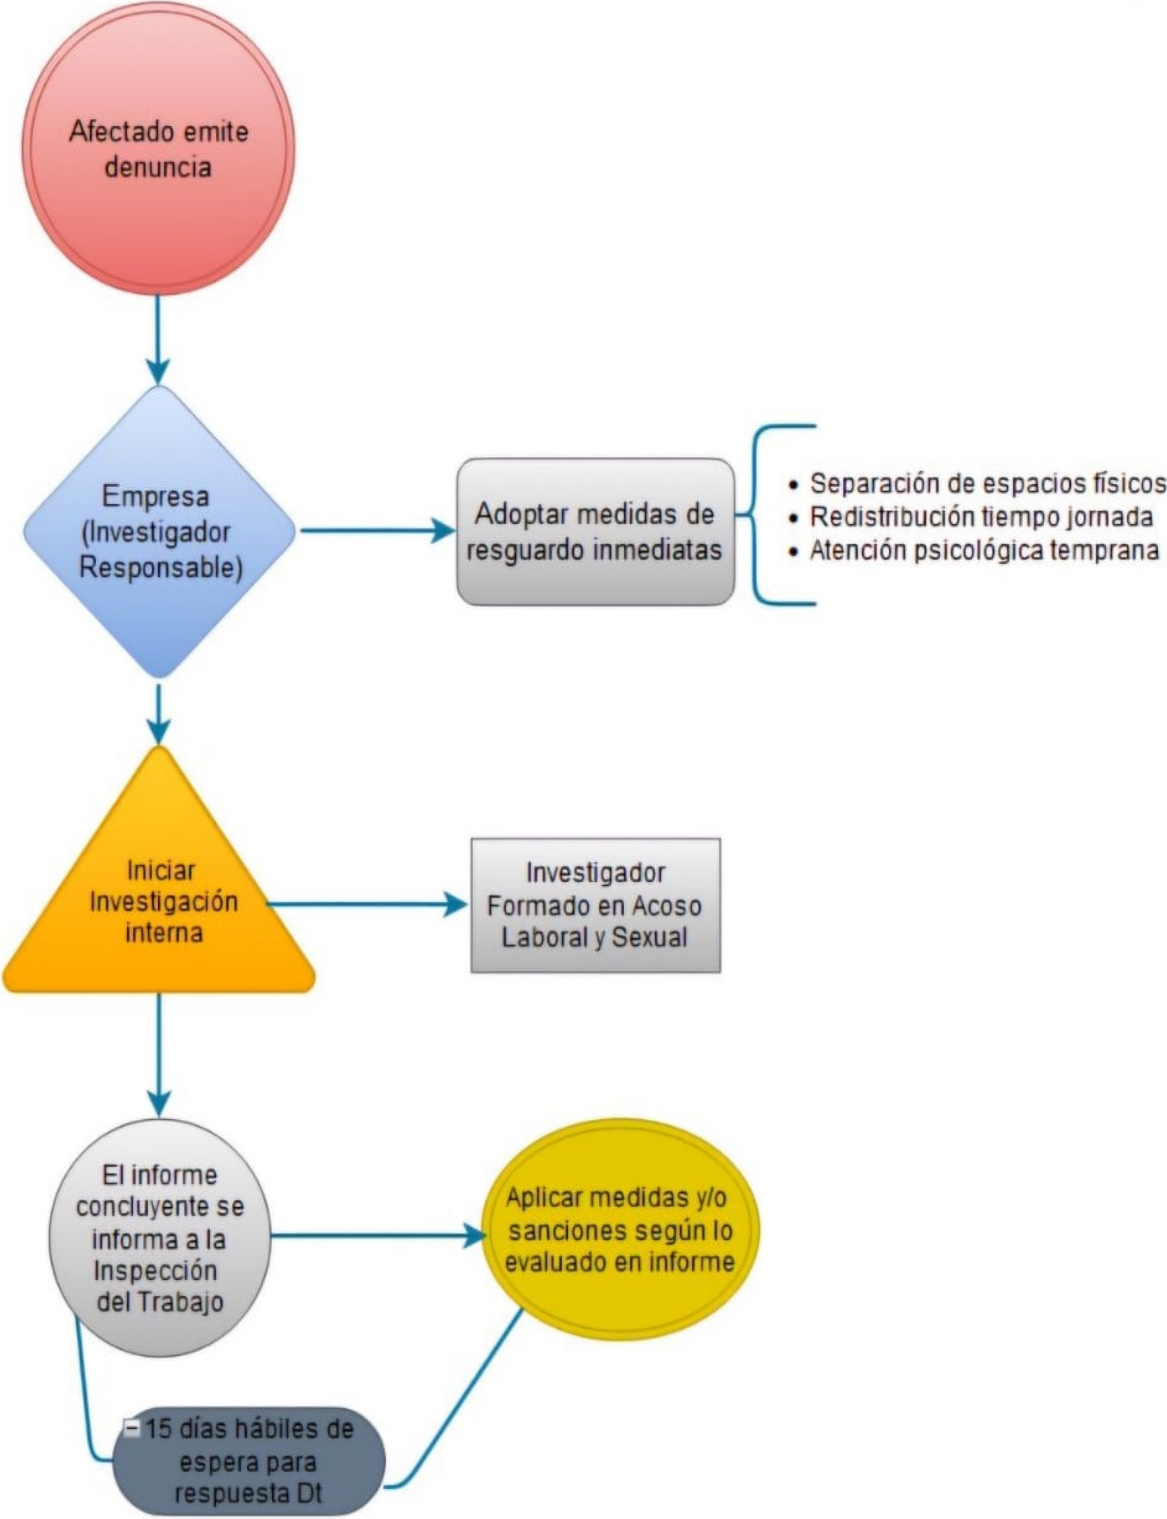 Afectado emite
denuncia
Empresa
(Investigador
Responsable)
Adoptar medidas de
resguardo inmediatas
• Separación de espacios físicos
• Redistribución tiempo jornada
• Atención psicológica temprana
Iniciar
Investigación
interna
Investigador
Formado en Acoso
Laboral y Sexual
El informe
concluyente se
informa a la
Inspección
del Trabajo
Aplicar medidas y/o
sanciones según lo
evaluado en informe
15 días hábiles de
espera para
respuesta Dt